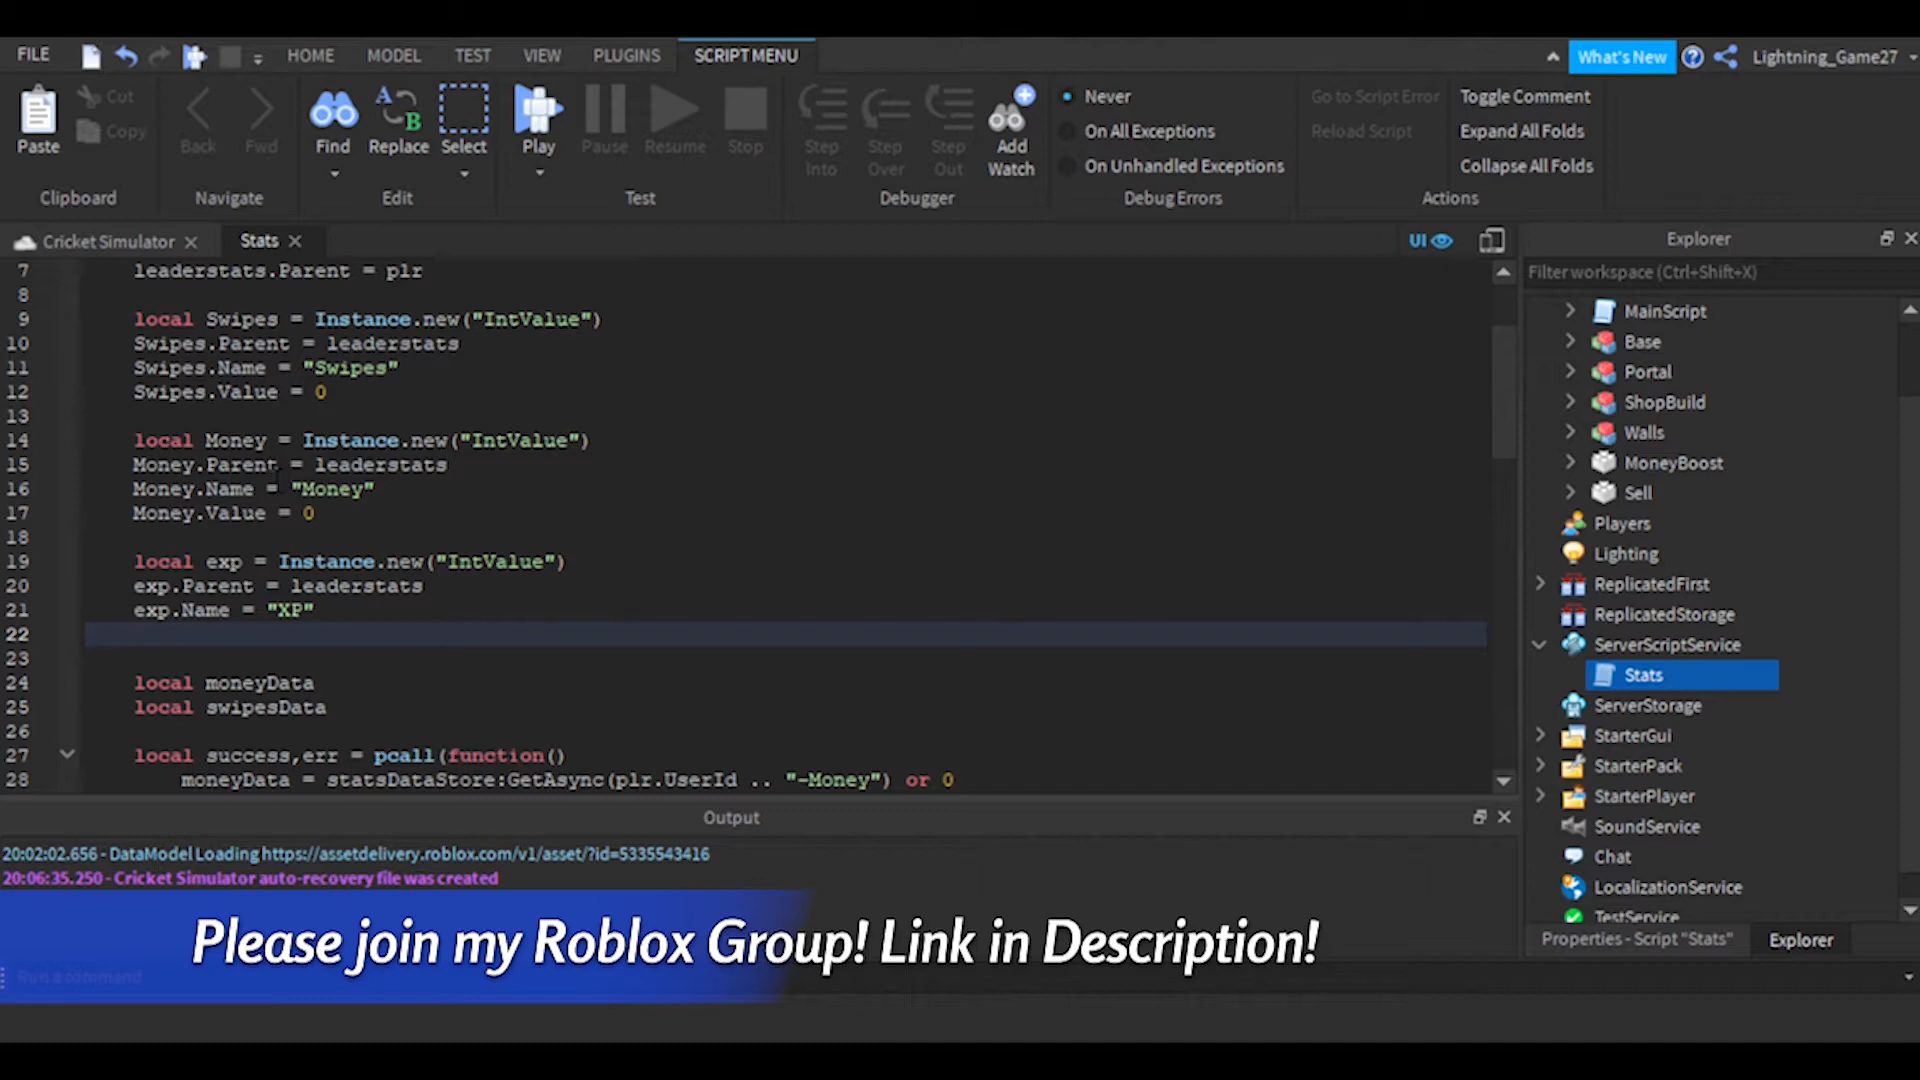 FILE HOME MODEL TEST VIEW PLUGINS SCRIPT MENU What's New Lightning_Game27
Paste Cut Copy Back Fwd Find Replace Select Play Pause Resume Stop Step Into Step Over Step Out Add Watch
Never
On All Exceptions
On Unhandled Exceptions
Go to Script Error
Reload Script
Toggle Comment
Expand All Folds
Collapse All Folds
Clipboard Navigate Edit Test Debugger Debug Errors Actions
Cricket Simulator Stats UI
7 leaderstats.Parent = plr
8
9 local Swipes = Instance.new("IntValue")
10 Swipes.Parent = leaderstats
11 Swipes.Name = "Swipes"
12 Swipes.Value = 0
13
14 local Money = Instance.new("IntValue")
15 Money.Parent = leaderstats
16 Money.Name = "Money"
17 Money.Value = 0
18
19 local exp = Instance.new("IntValue")
20 exp.Parent = leaderstats
21 exp.Name = "XP"
22
23
24 local moneyData
25 local swipesData
26
27 local success,err = pcall(function()
28 moneyData = statsDataStore:GetAsync(plr.UserId .. "-Money") or 0
Explorer
Filter workspace (Ctrl+Shift+X)
MainScript
Base
Portal
ShopBuild
Walls
MoneyBoost
Sell
Players
Lighting
ReplicatedFirst
ReplicatedStorage
ServerScriptService
Stats
ServerStorage
StarterGui
StarterPack
StarterPlayer
SoundService
Chat
LocalizationService
TestService
Properties - Script "Stats" Explorer
Output
20:02:02.656 - DataModel Loading https://assetdelivery.roblox.com/v1/asset/?id=5335543416
20:06:35.250 - Cricket Simulator auto-recovery file was created
Please join my Roblox Group! Link in Description!
Run a command